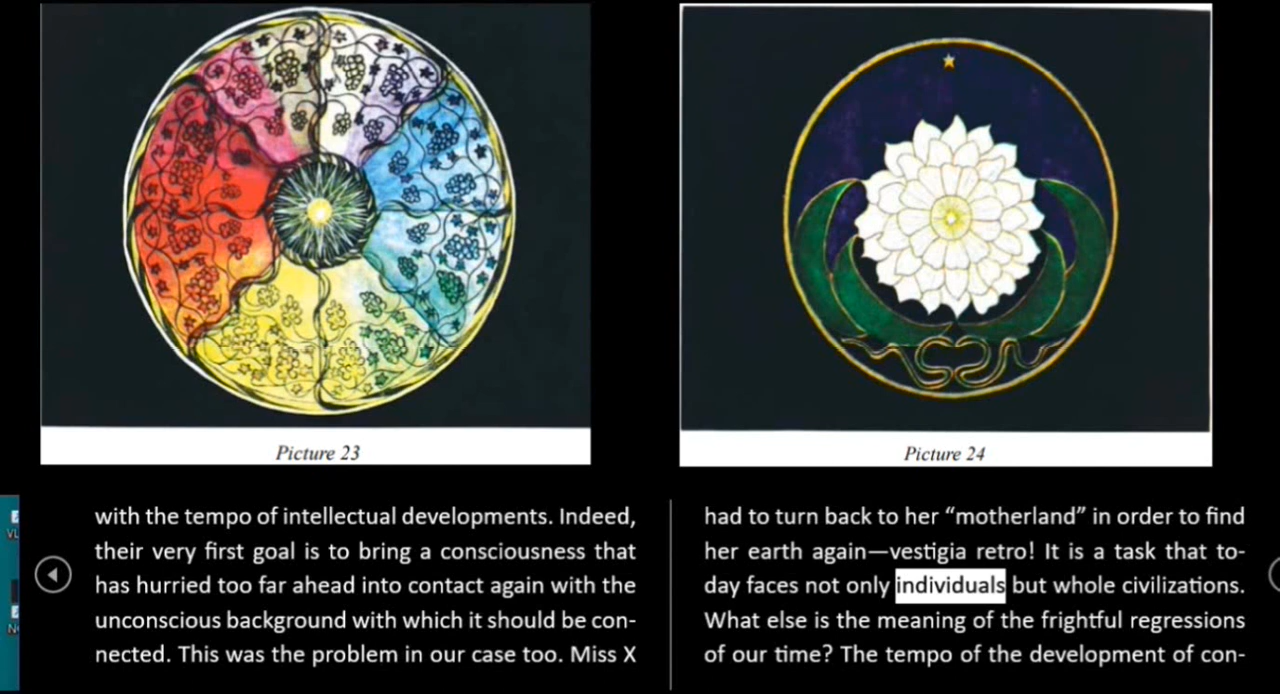 Picture 23
Picture 24
with the tempo of intellectual developments. Indeed,
their very first goal is to bring a consciousness that
has hurried too far ahead into contact again with the
unconscious background with which it should be con-
nected. This was the problem in our case too. Miss X
had to turn back to her “motherland” in order to find
her earth again—vestigia retro! It is a task that to-
day faces not only individuals but whole civilizations.
What else is the meaning of the frightful regressions
of our time? The tempo of the development of con-